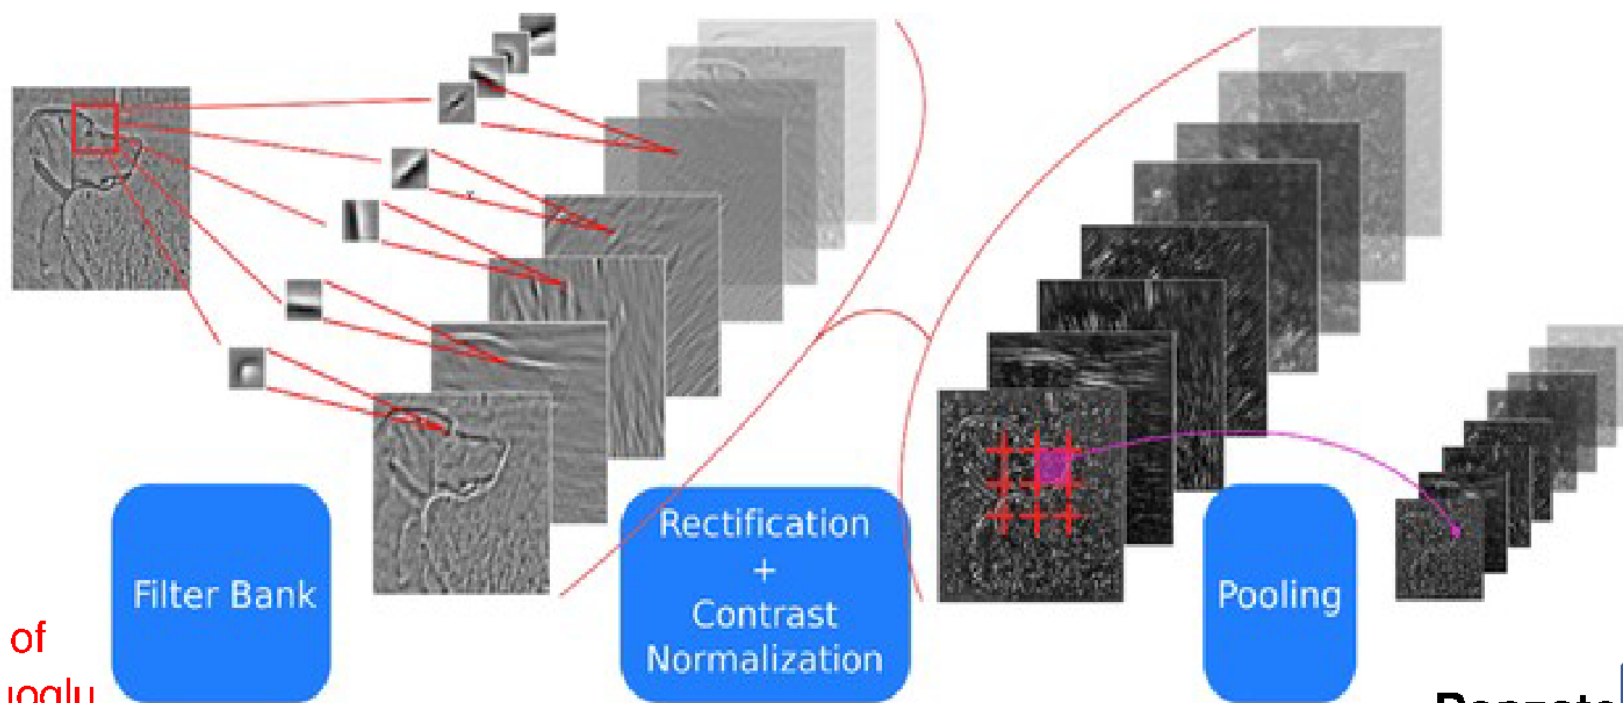 Filter Bank
Rectification
+
Contrast
Normalization
Pooling
of